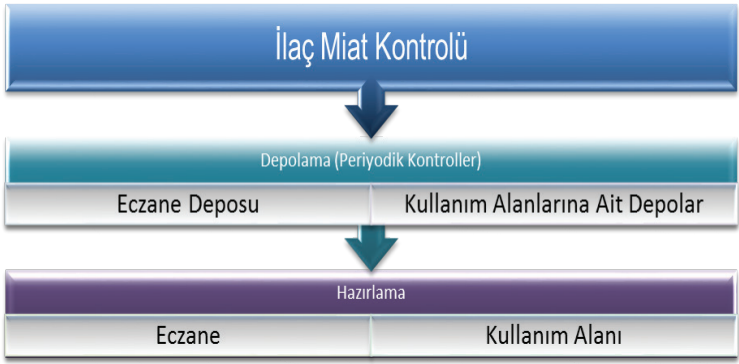 İlaç Miat Kontrolü
Depolama (Periyodik Kontroller)
Eczane Deposu
Kullanım Alanlarına Ait Depolar
Hazırlama
Eczane
Kullanım Alanı